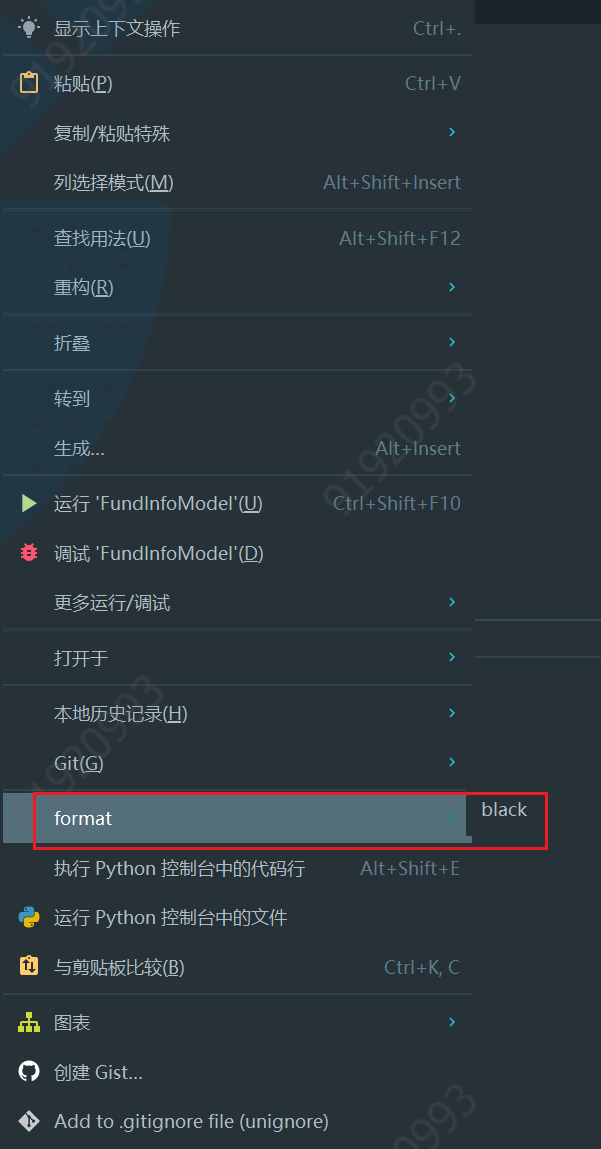 显示上下文操作 Ctrl+.
粘贴(P) Ctrl+V
复制/粘贴特殊
列选择模式(M) Alt+Shift+Insert
查找用法(U) Alt+Shift+F12
重构(R)
折叠
转到
生成... Alt+Insert
运行 'FundInfoModel'(U) Ctrl+Shift+F10
调试 'FundInfoModel'(D)
更多运行/调试
打开于
本地历史记录(H)
Git(G)
format black
执行 Python 控制台中的代码行 Alt+Shift+E
运行 Python 控制台中的文件
与剪贴板比较(B) Ctrl+K, C
图表
创建 Gist...
Add to .gitignore file (unignore)
91920993